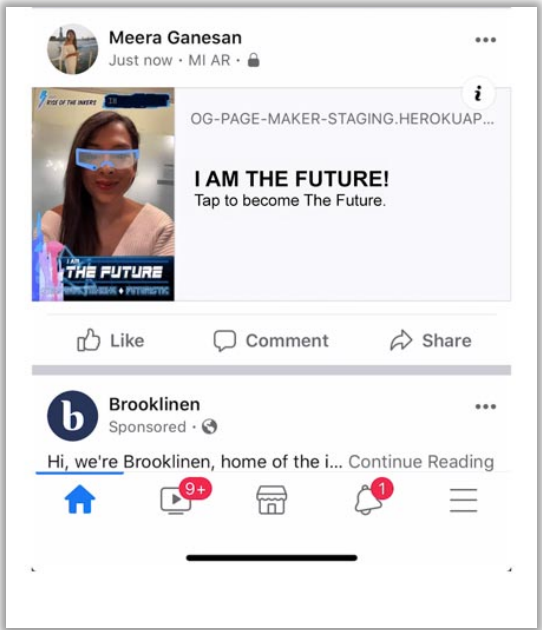 Meera Ganesan
Just now · MI AR ·
i
RISE OF THE INKERS
OG-PAGE-MAKER-STAGING.HEROKUAP...
I AM THE FUTURE!
Tap to become The Future.
I AM
THE FUTURE
FUTURISTIC
Like
Comment
Share
b
Brooklinen
Sponsored ·
Hi, we're Brooklinen, home of the i... Continue Reading
9+
1